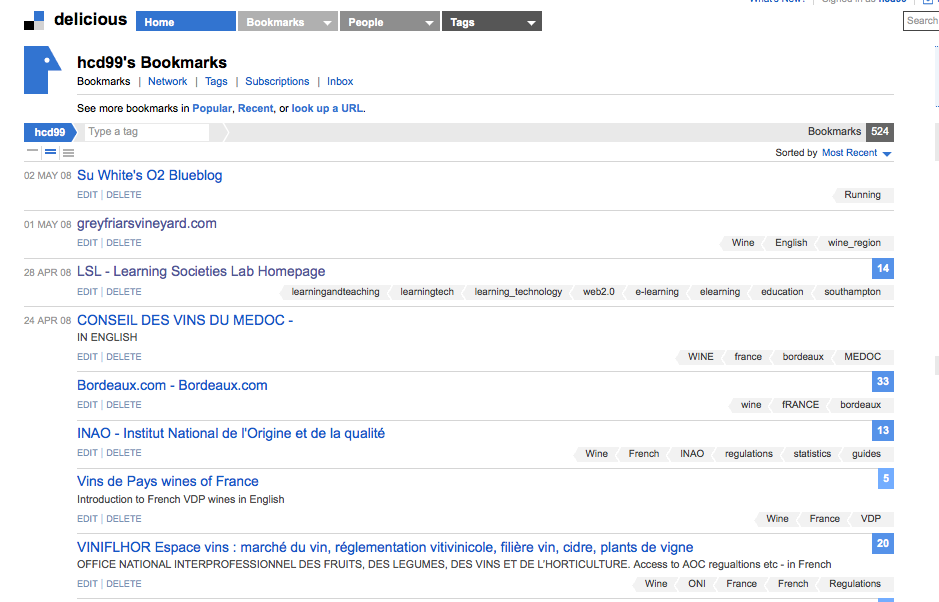 What's New? Signed in as hcd99
delicious Home Bookmarks People Tags
Search
hcd99's Bookmarks
Bookmarks | Network | Tags | Subscriptions | Inbox
See more bookmarks in Popular, Recent, or look up a URL.
hcd99 Type a tag Bookmarks 524
Sorted by Most Recent
02 MAY 08 Su White's O2 Blueblog
EDIT | DELETE
Running
01 MAY 08 greyfriarsvineyard.com
EDIT | DELETE
Wine English wine_region
28 APR 08 LSL - Learning Societies Lab Homepage 14
EDIT | DELETE
learningandteaching learningtech learning_technology web2.0 e-learning elearning education southampton
24 APR 08 CONSEIL DES VINS DU MEDOC -
IN ENGLISH
EDIT | DELETE
WINE france bordeaux MEDOC
Bordeaux.com - Bordeaux.com 33
EDIT | DELETE
wine fRANCE bordeaux
INAO - Institut National de l'Origine et de la qualité 13
EDIT | DELETE
Wine French INAO regulations statistics guides
Vins de Pays wines of France 5
Introduction to French VDP wines in English
EDIT | DELETE
Wine France VDP
VINIFLHOR Espace vins : marché du vin, réglementation vitivinicole, filière vin, cidre, plants de vigne 20
OFFICE NATIONAL INTERPROFESSIONNEL DES FRUITS, DES LEGUMES, DES VINS ET DE L'HORTICULTURE. Access to AOC regualtions etc - in French
EDIT | DELETE
Wine ONI France French Regulations